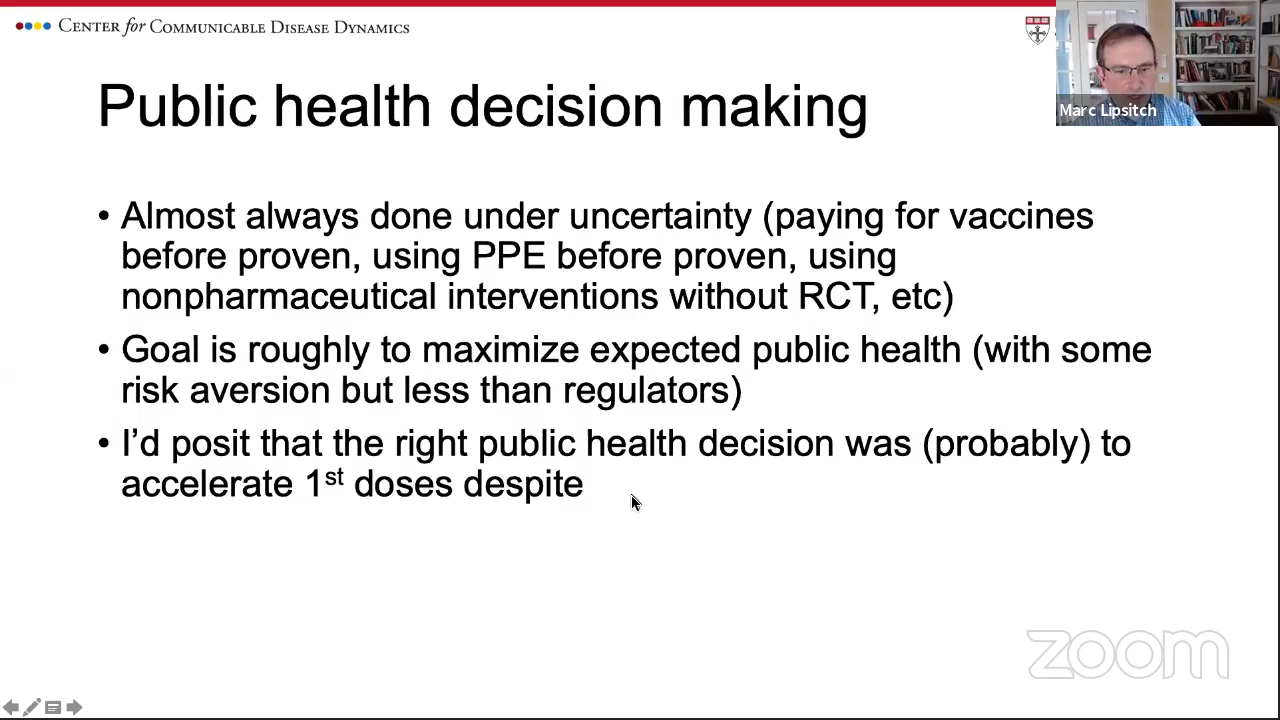 CENTER for COMMUNICABLE DISEASE DYNAMICS
Marc Lipsitch
Public health decision making
• Almost always done under uncertainty (paying for vaccines
before proven, using PPE before proven, using
nonpharmaceutical interventions without RCT, etc)
• Goal is roughly to maximize expected public health (with some
risk aversion but less than regulators)
• I’d posit that the right public health decision was (probably) to
accelerate 1st doses despite
zoom